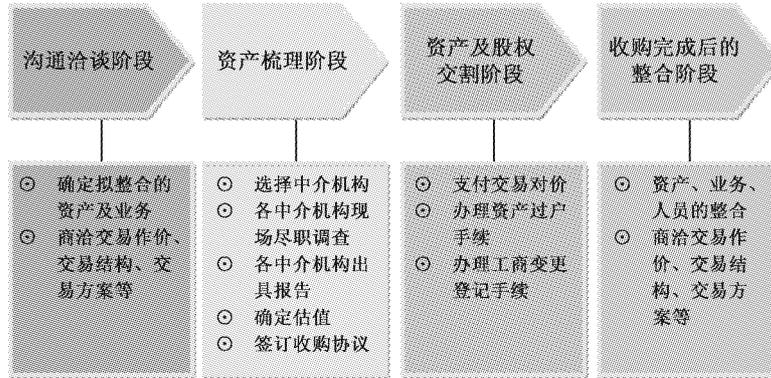 沟通洽谈阶段
资产梳理阶段
资产及股权
交割阶段
收购完成后的
整合阶段
⊙ 确定拟整合的
资产及业务
⊙ 商洽交易作价、
交易结构、交
易方案等
⊙ 选择中介机构
⊙ 各中介机构现
场尽职调查
⊙ 各中介机构出
具报告
⊙ 确定估值
⊙ 签订收购协议
⊙ 支付交易对价
⊙ 办理资产过户
手续
⊙ 办理工商变更
登记手续
⊙ 资产、业务、
人员的整合
⊙ 商洽交易作
价、交易结
构、交易方
案等